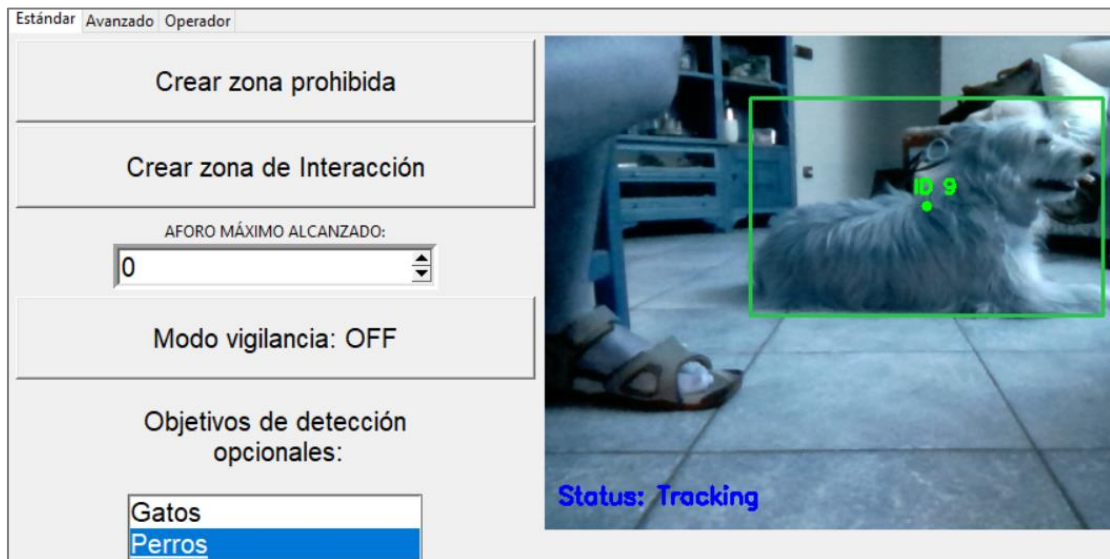 Estándar Avanzado Operador
Crear zona prohibida
Crear zona de Interacción
AFORO MÁXIMO ALCANZADO:
0
Modo vigilancia: OFF
Objetivos de detección
opcionales:
Gatos
Perros
ID 9
Status: Tracking